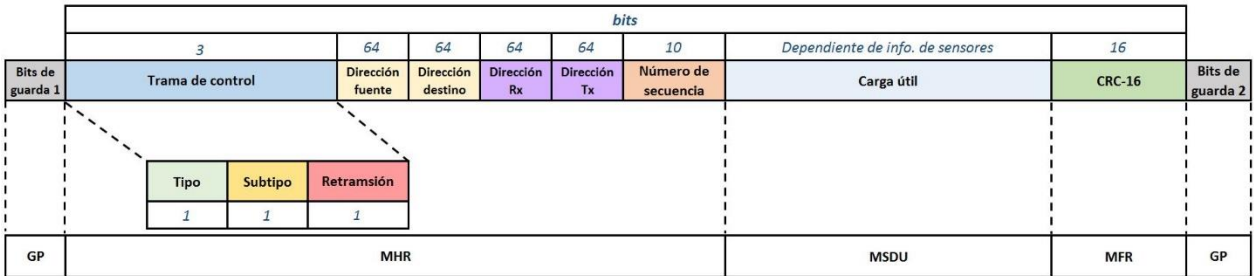 bits
3 64 64 64 64 10 Dependiente de info. de sensores 16
Bits de guarda 1
Trama de control
Dirección fuente
Dirección destino
Dirección Rx
Dirección Tx
Número de secuencia
Carga útil
CRC-16
Bits de guarda 2
Tipo Subtipo Retramsión
1 1 1
GP MHR MSDU MFR GP